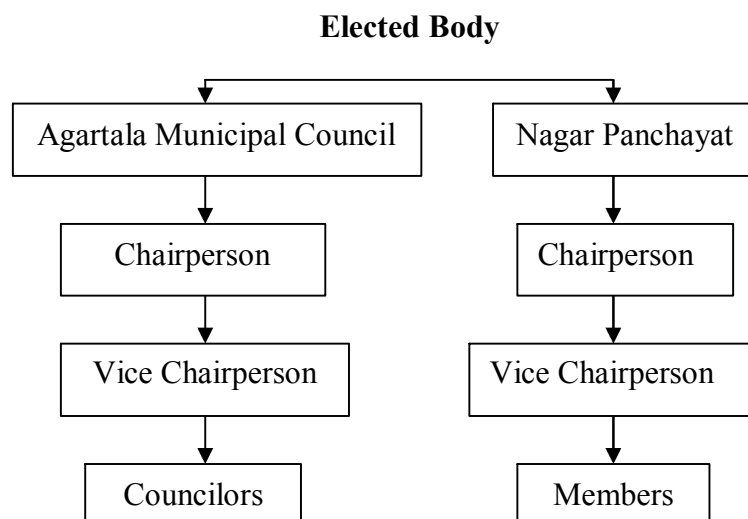 Elected Body
Agartala Municipal Council
Nagar Panchayat
Chairperson
Chairperson
Vice Chairperson
Vice Chairperson
Councilors
Members